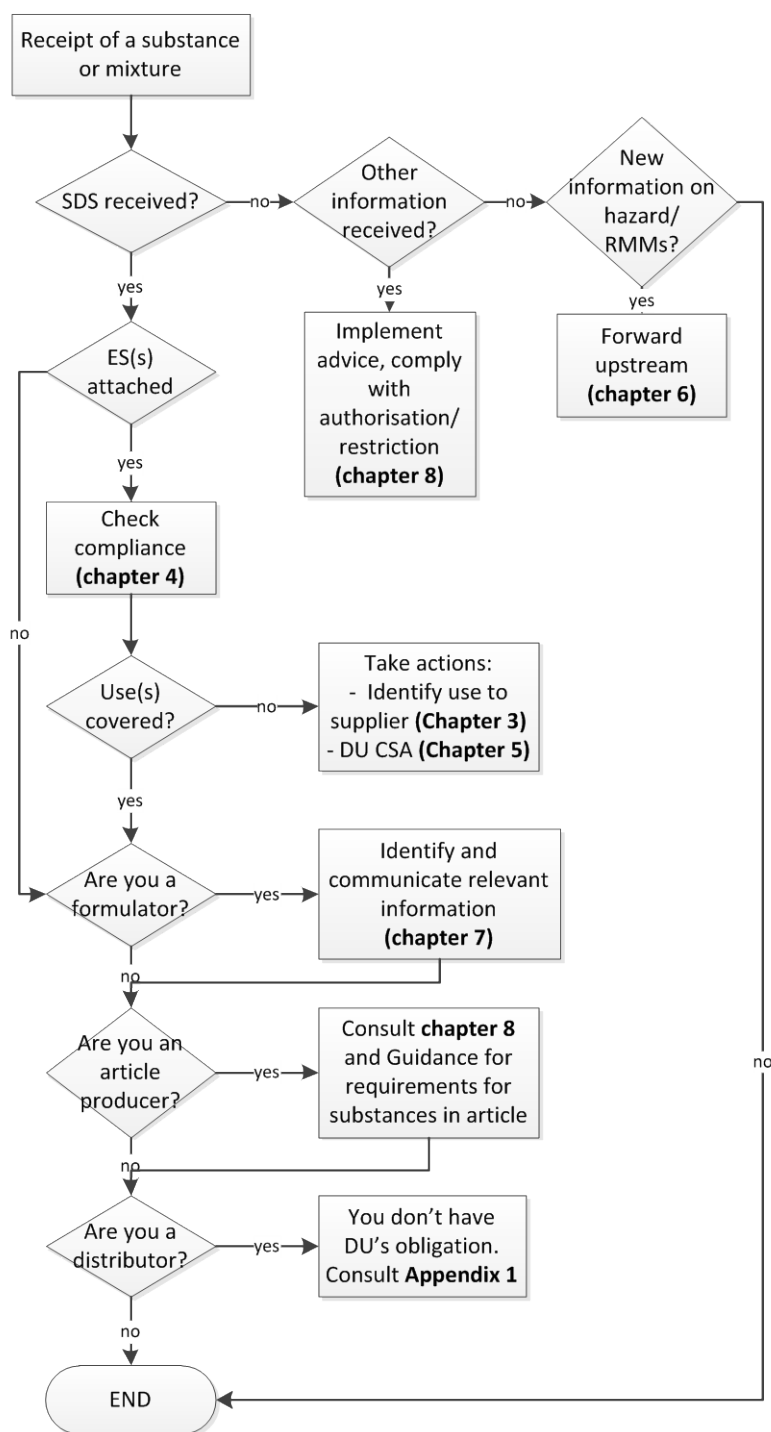 Receipt of a substance
or mixture
SDS received?
no
Other
information
received?
no
New
information on
hazard/
RMMs?
yes
yes
yes
ES(s)
attached
Implement
advice, comply
with
authorisation/
restriction
(chapter 8)
Forward
upstream
(chapter 6)
yes
Check
compliance
(chapter 4)
no
Use(s)
covered?
no
Take actions:
- Identify use to
supplier (Chapter 3)
- DU CSA (Chapter 5)
yes
Are you a
formulator?
yes
Identify and
communicate relevant
information
(chapter 7)
no
Are you an
article
producer?
yes
Consult chapter 8
and Guidance for
requirements for
substances in article
no
no
Are you a
distributor?
yes
You don't have
DU's obligation.
Consult Appendix 1
no
END